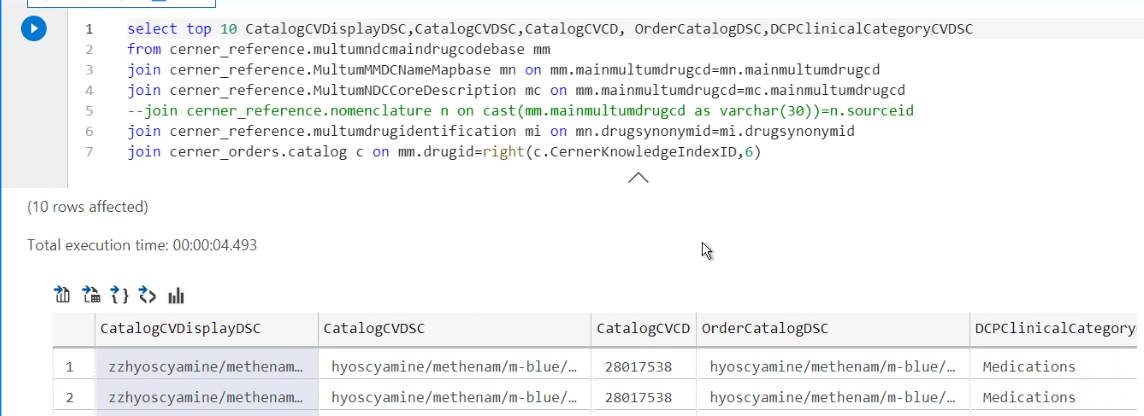 1 select top 10 CatalogCVDisplayDSC,CatalogCVDSC,CatalogCVCD, OrderCatalogDSC,DCPClinicalCategoryCVDSC
2 from cerner_reference.multumndcmaindrugcodebase mm
3 join cerner_reference.MultumMMDCNameMapbase mn on mm.mainmultumdrugcd=mn.mainmultumdrugcd
4 join cerner_reference.MultumNDCCoreDescription mc on mm.mainmultumdrugcd=mc.mainmultumdrugcd
5 --join cerner_reference.nomenclature n on cast(mm.mainmultumdrugcd as varchar(30))=n.sourceid
6 join cerner_reference.multumdrugidentification mi on mn.drugsynonymid=mi.drugsynonymid
7 join cerner_orders.catalog c on mm.drugid=right(c.CernerKnowledgeIndexID,6)
(10 rows affected)
Total execution time: 00:00:04.493
CatalogCVDisplayDSC CatalogCVDSC CatalogCVCD OrderCatalogDSC DCPClinicalCategory
1 zzhyoscyamine/methenam… hyoscyamine/methenam/m-blue/… 28017538 hyoscyamine/methenam/m-blue/… Medications
2 zzhyoscyamine/methenam… hyoscyamine/methenam/m-blue/… 28017538 hyoscyamine/methenam/m-blue/… Medications